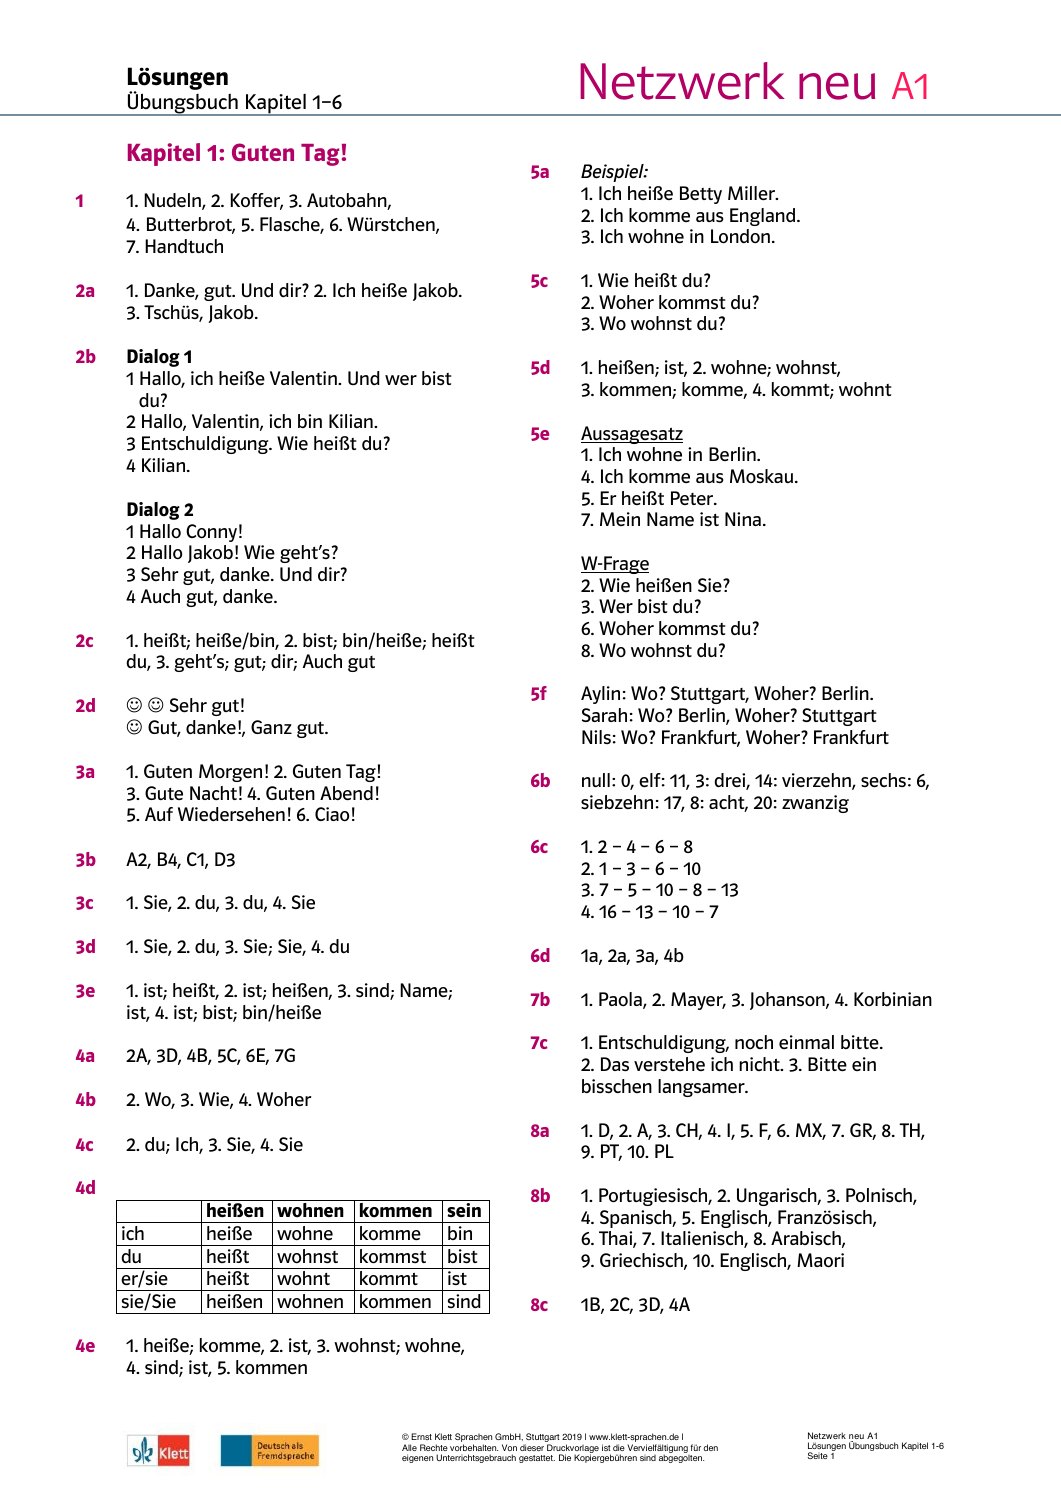 Lösungen
Übungsbuch Kapitel 1–6
Netzwerk neu A1
Kapitel 1: Guten Tag!
1 1. Nudeln, 2. Koffer, 3. Autobahn,
4. Butterbrot, 5. Flasche, 6. Würstchen,
7. Handtuch
2a 1. Danke, gut. Und dir? 2. Ich heiße Jakob.
3. Tschüs, Jakob.
2b Dialog 1
1 Hallo, ich heiße Valentin. Und wer bist
du?
2 Hallo, Valentin, ich bin Kilian.
3 Entschuldigung. Wie heißt du?
4 Kilian.
Dialog 2
1 Hallo Conny!
2 Hallo Jakob! Wie geht’s?
3 Sehr gut, danke. Und dir?
4 Auch gut, danke.
2c 1. heißt; heiße/bin, 2. bist; bin/heiße; heißt
du, 3. geht’s; gut; dir; Auch gut
2d ☺ ☺ Sehr gut!
☺ Gut, danke!, Ganz gut.
3a 1. Guten Morgen! 2. Guten Tag!
3. Gute Nacht! 4. Guten Abend!
5. Auf Wiedersehen! 6. Ciao!
3b A2, B4, C1, D3
3c 1. Sie, 2. du, 3. du, 4. Sie
3d 1. Sie, 2. du, 3. Sie; Sie, 4. du
3e 1. ist; heißt, 2. ist; heißen, 3. sind; Name;
ist, 4. ist; bist; bin/heiße
4a 2A, 3D, 4B, 5C, 6E, 7G
4b 2. Wo, 3. Wie, 4. Woher
4c 2. du; Ich, 3. Sie, 4. Sie
4d
heißen wohnen kommen sein
ich heiße wohne komme bin
du heißt wohnst kommst bist
er/sie heißt wohnt kommt ist
sie/Sie heißen wohnen kommen sind
4e 1. heiße; komme, 2. ist, 3. wohnst; wohne,
4. sind; ist, 5. kommen
5a Beispiel:
1. Ich heiße Betty Miller.
2. Ich komme aus England.
3. Ich wohne in London.
5c 1. Wie heißt du?
2. Woher kommst du?
3. Wo wohnst du?
5d 1. heißen; ist, 2. wohne; wohnst,
3. kommen; komme, 4. kommt; wohnt
5e Aussagesatz
1. Ich wohne in Berlin.
4. Ich komme aus Moskau.
5. Er heißt Peter.
7. Mein Name ist Nina.
W-Frage
2. Wie heißen Sie?
3. Wer bist du?
6. Woher kommst du?
8. Wo wohnst du?
5f Aylin: Wo? Stuttgart, Woher? Berlin.
Sarah: Wo? Berlin, Woher? Stuttgart
Nils: Wo? Frankfurt, Woher? Frankfurt
6b null: 0, elf: 11, 3: drei, 14: vierzehn, sechs: 6,
siebzehn: 17, 8: acht, 20: zwanzig
6c 1. 2 – 4 – 6 – 8
2. 1 – 3 – 6 – 10
3. 7 – 5 – 10 – 8 – 13
4. 16 – 13 – 10 – 7
6d 1a, 2a, 3a, 4b
7b 1. Paola, 2. Mayer, 3. Johanson, 4. Korbinian
7c 1. Entschuldigung, noch einmal bitte.
2. Das verstehe ich nicht. 3. Bitte ein
bisschen langsamer.
8a 1. D, 2. A, 3. CH, 4. I, 5. F, 6. MX, 7. GR, 8. TH,
9. PT, 10. PL
8b 1. Portugiesisch, 2. Ungarisch, 3. Polnisch,
4. Spanisch, 5. Englisch, Französisch,
6. Thai, 7. Italienisch, 8. Arabisch,
9. Griechisch, 10. Englisch, Maori
8c 1B, 2C, 3D, 4A
Klett
Deutsch als
Fremdsprache
© Ernst Klett Sprachen GmbH, Stuttgart 2019 | www.klett-sprachen.de |
Alle Rechte vorbehalten. Von dieser Druckvorlage ist die Vervielfältigung für den
eigenen Unterrichtsgebrauch gestattet. Die Kopiergebühren sind abgegolten.
Netzwerk neu A1
Lösungen Übungsbuch Kapitel 1-6
Seite 1